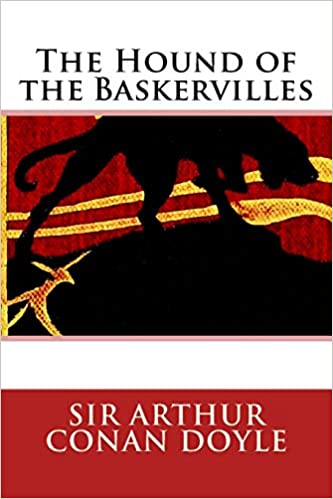 The Hound of
the Baskervilles
SIR ARTHUR
CONAN DOYLE